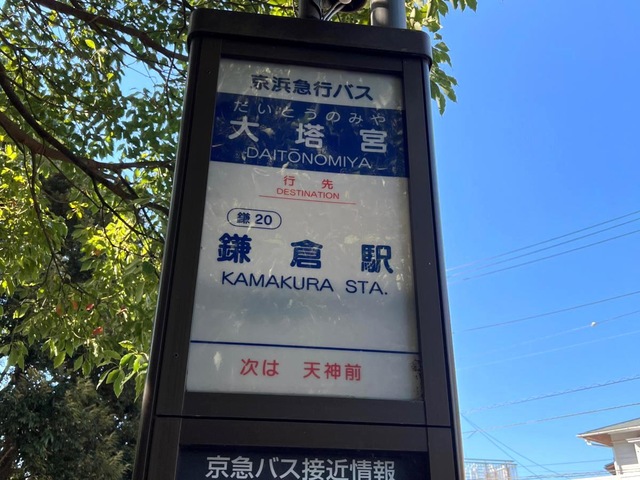 京浜急行バス
だいとうのみや
大塔宮
DAITONOMIYA
行先
DESTINATION
鎌20
鎌倉駅
KAMAKURA STA.
次は 天神前
京急バス接近情報